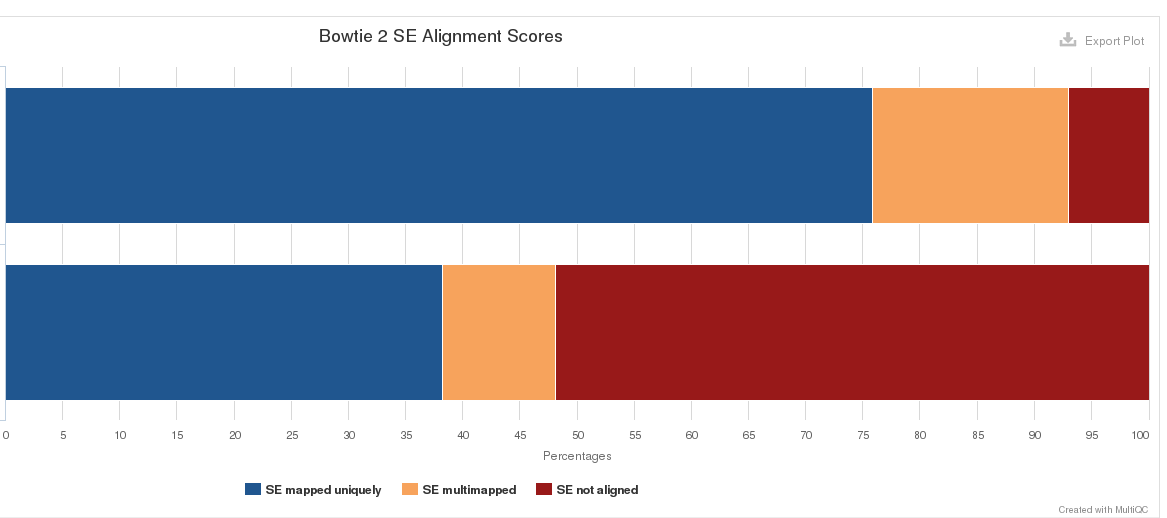 Bowtie 2 SE Alignment Scores
Export Plot
0 5 10 15 20 25 30 35 40 45 50 55 60 65 70 75 80 85 90 95 100
Percentages
SE mapped uniquely SE multimapped SE not aligned
Created with MultiQC